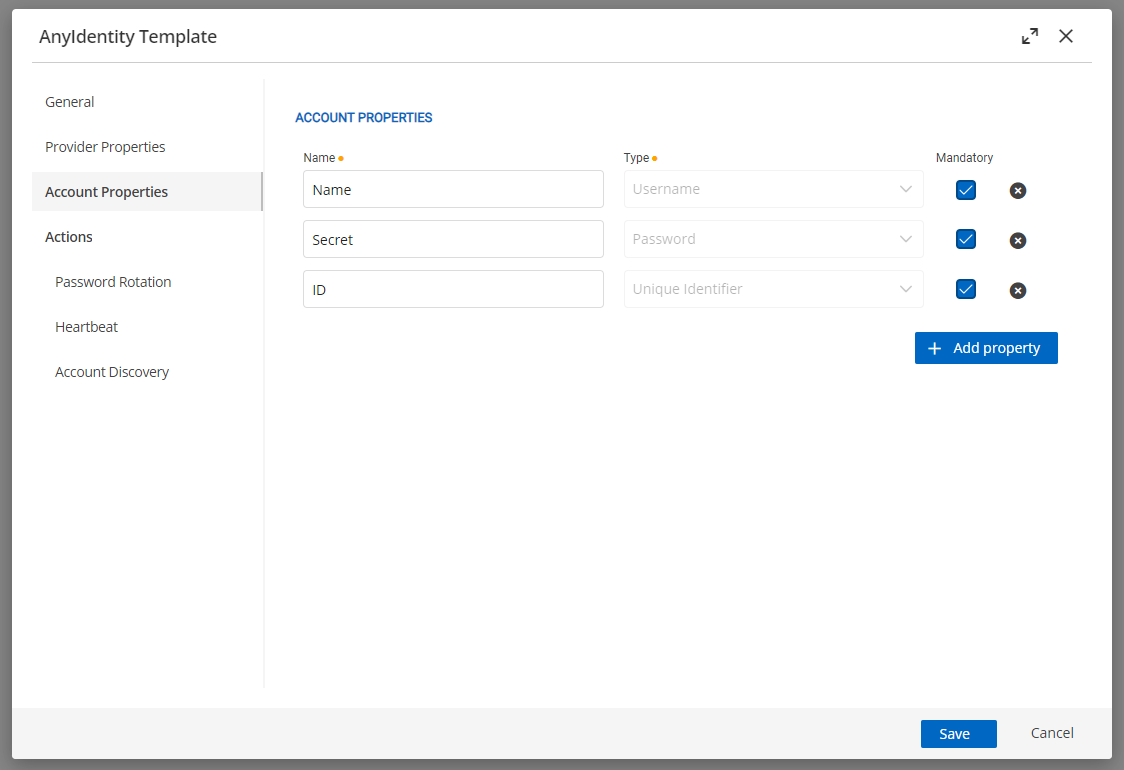 AnyIdentity Template
General
Provider Properties
Account Properties
Actions
Password Rotation
Heartbeat
Account Discovery
ACCOUNT PROPERTIES
Name Type Mandatory
Name Username
Secret Password
ID Unique Identifier
Add property
Save Cancel